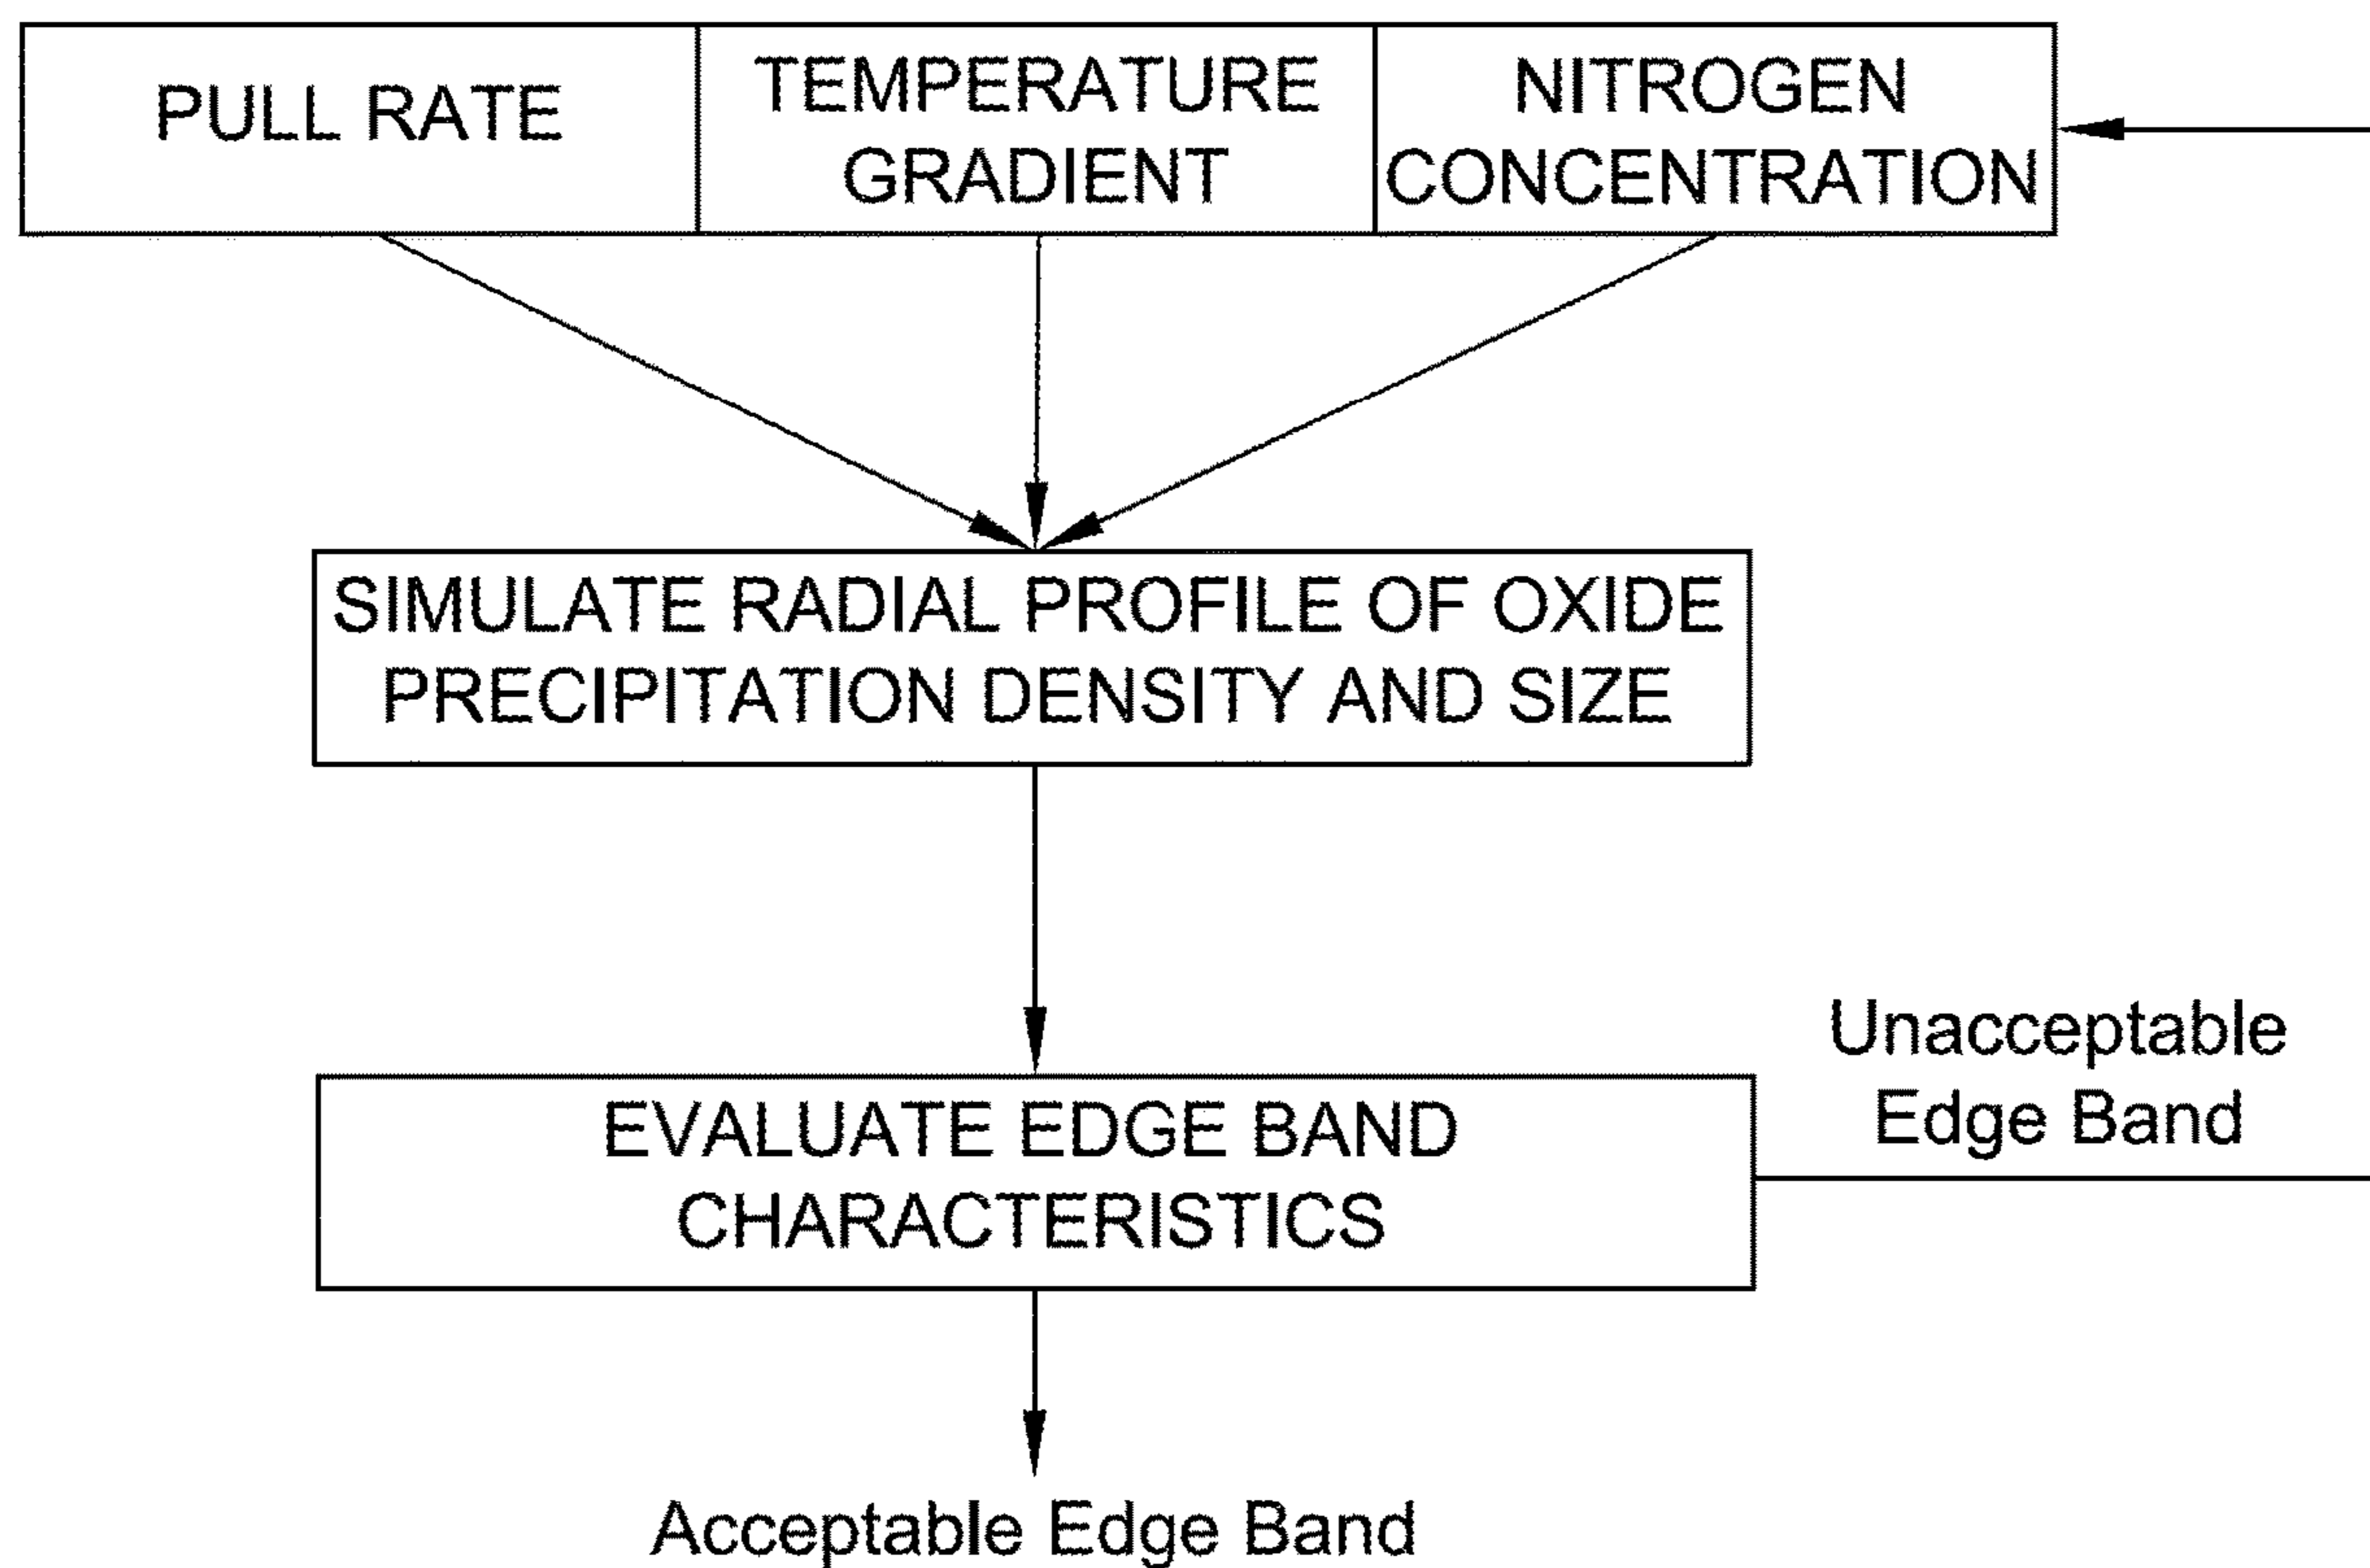 PULL RATE
TEMPERATURE
GRADIENT
NITROGEN
CONCENTRATION
SIMULATE RADIAL PROFILE OF OXIDE
PRECIPITATION DENSITY AND SIZE
Unacceptable
Edge Band
EVALUATE EDGE BAND
CHARACTERISTICS
Acceptable Edge Band